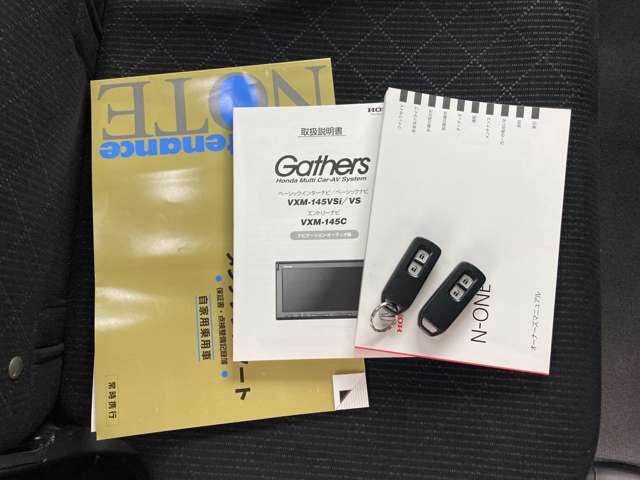 Maintenance
NOTE
保証書・点検整備記録簿
自家用乗用車
常時携行
取扱説明書
Gathers
Honda Multi Car-AV System
ベーシックインターナビ/ベーシックナビ
VXM-145VSi/VS
エントリーナビ
VXM-145C
ナビゲーション・オーディオ編
N-ONE
オーナーズマニュアル